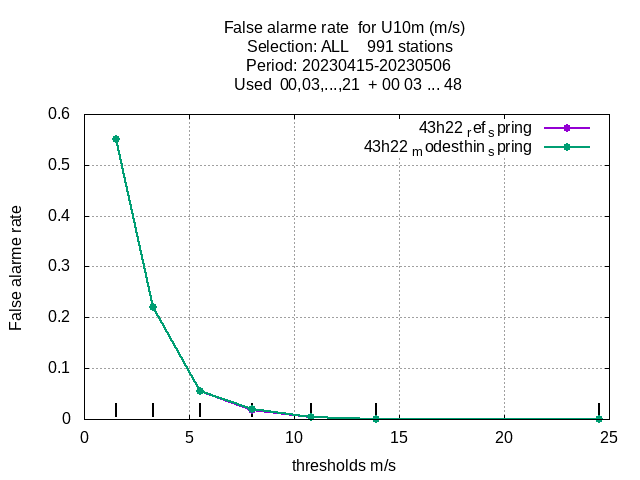 False alarme rate  for U10m (m/s)
Selection: ALL    991 stations
Period: 20230415-20230506
Used  00,03,...,21  + 00 03 ... 48
43h22 ref spring
43h22 modesthin spring
False alarme rate
0.6
0.5
0.4
0.3
0.2
0.1
0
0 5 10 15 20 25
thresholds m/s